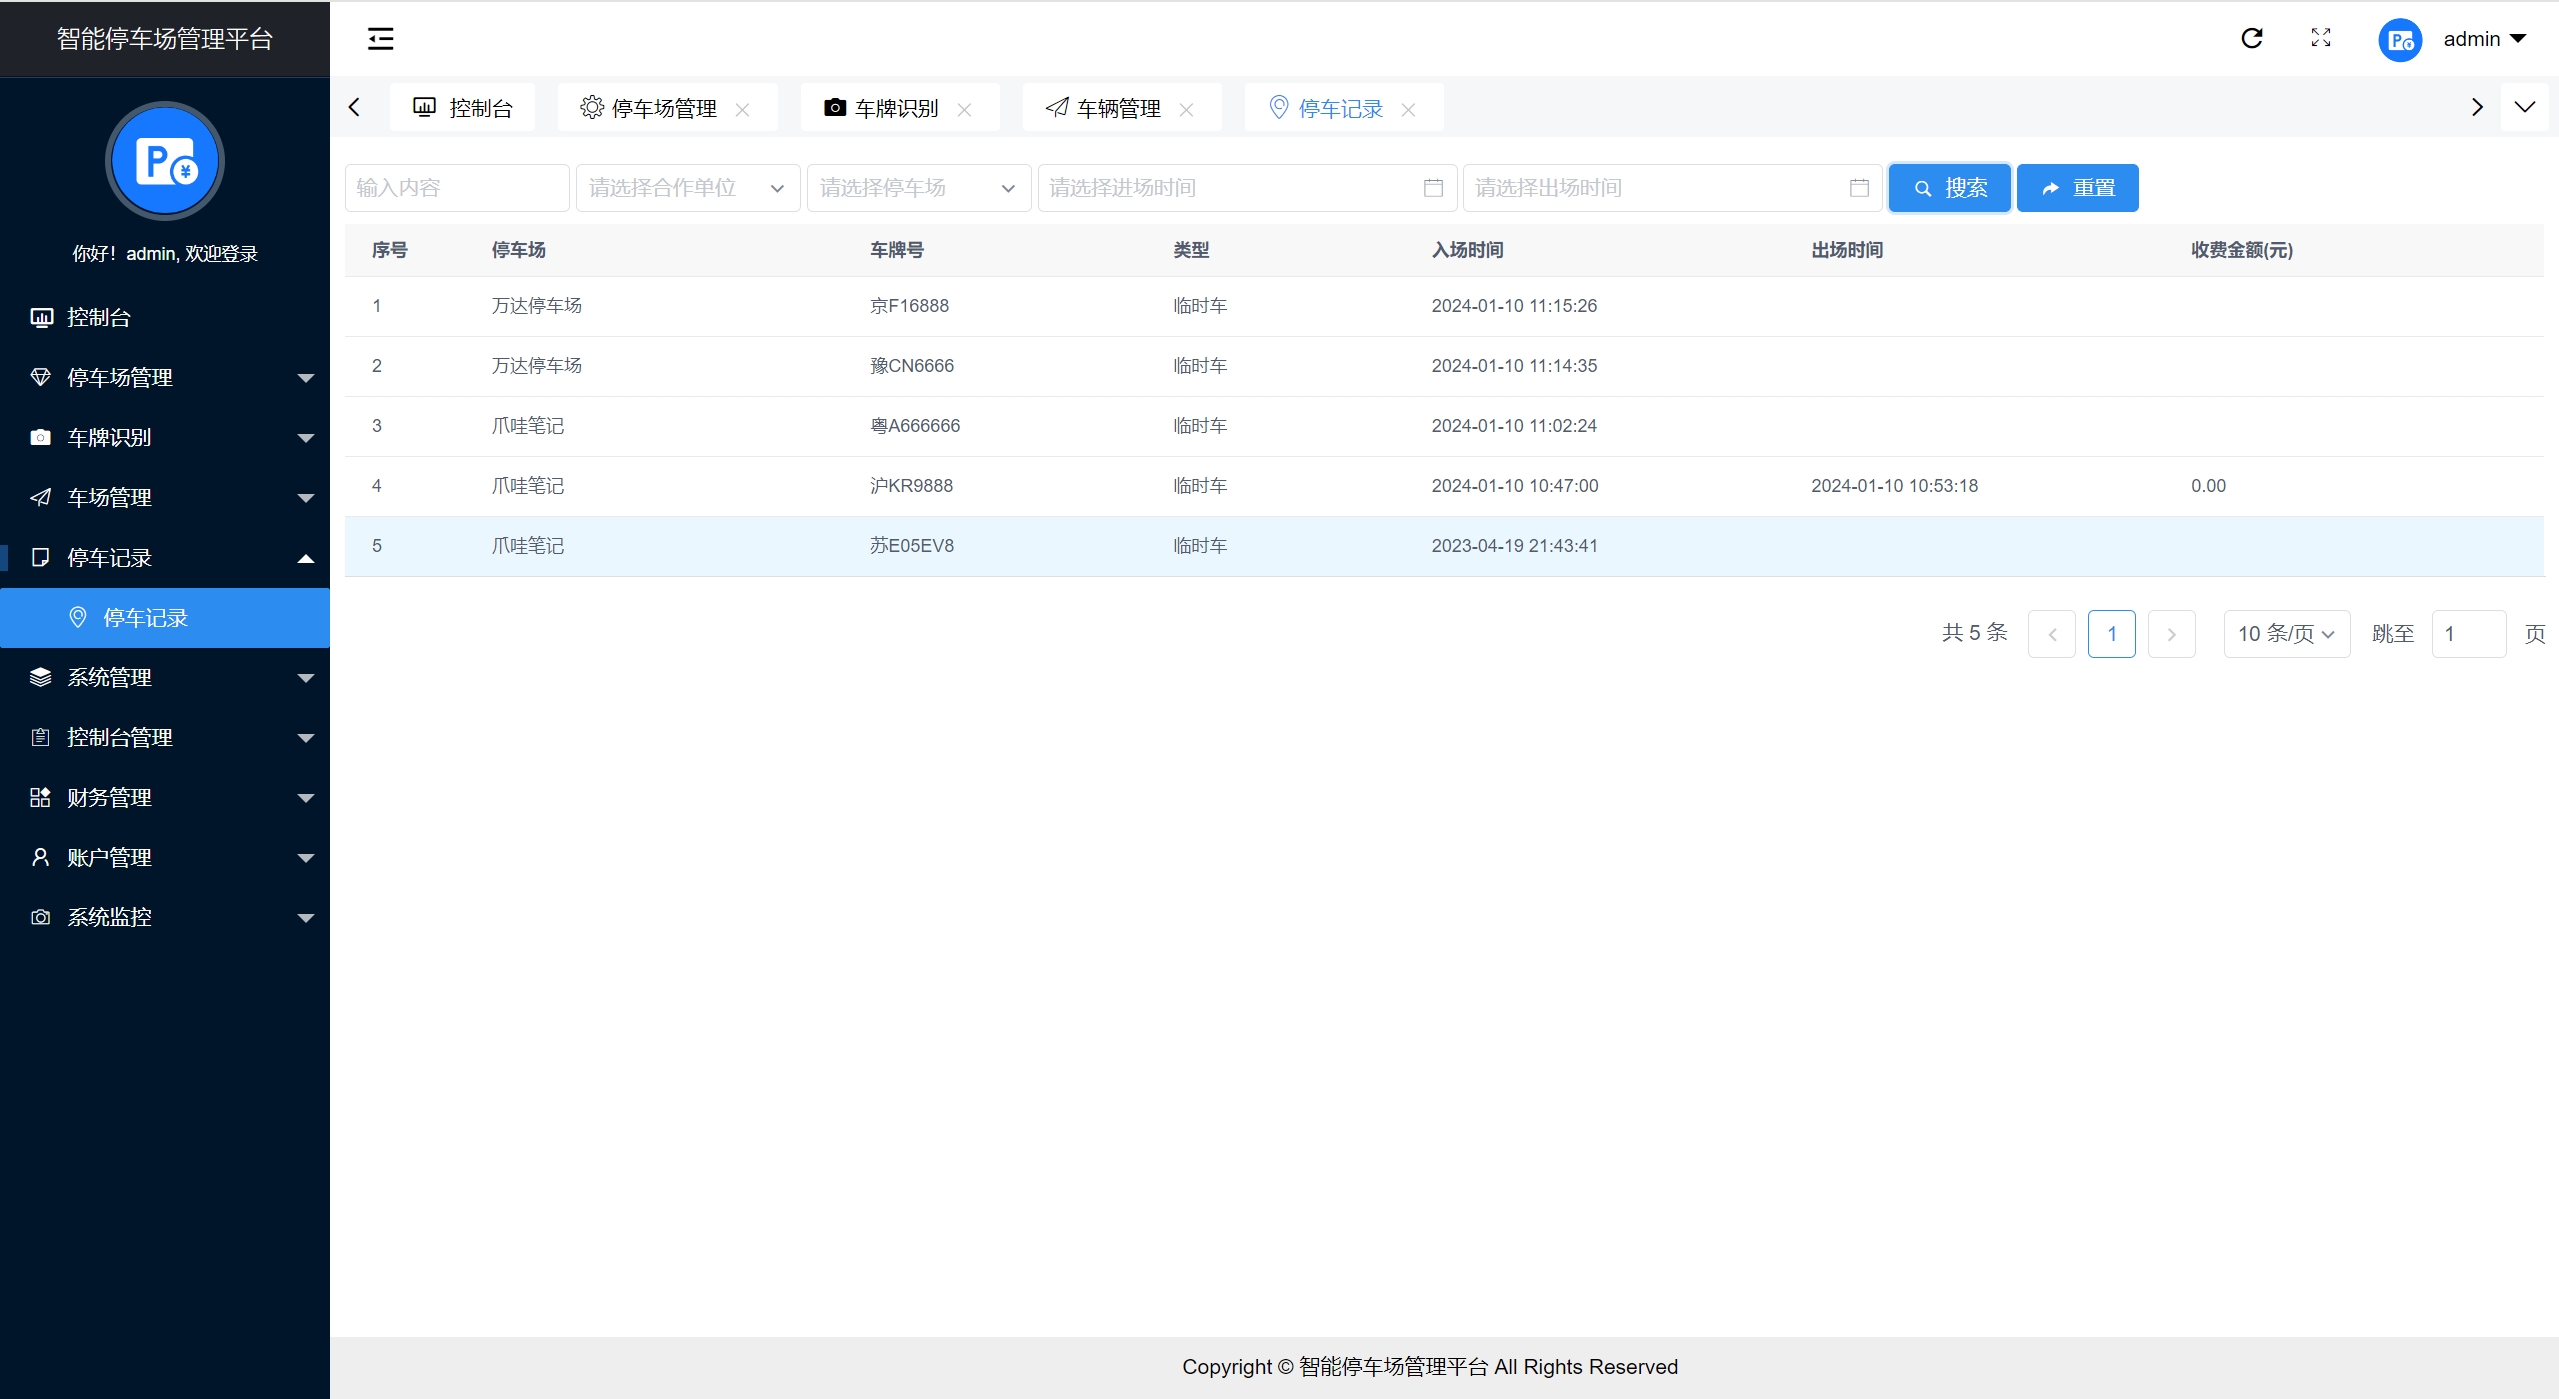 智能停车场管理平台
admin
控制台
停车场管理
车牌识别
车辆管理
停车记录
你好！admin, 欢迎登录
控制台
停车场管理
车牌识别
车场管理
停车记录
停车记录
系统管理
控制台管理
财务管理
账户管理
系统监控
输入内容 请选择合作单位 请选择停车场 请选择进场时间 请选择出场时间 搜索 重置
序号 停车场 车牌号 类型 入场时间 出场时间 收费金额(元)
1 万达停车场 京F16888 临时车 2024-01-10 11:15:26
2 万达停车场 豫CN6666 临时车 2024-01-10 11:14:35
3 爪哇笔记 粤A666666 临时车 2024-01-10 11:02:24
4 爪哇笔记 沪KR9888 临时车 2024-01-10 10:47:00 2024-01-10 10:53:18 0.00
5 爪哇笔记 苏E05EV8 临时车 2023-04-19 21:43:41
共 5 条 1 10 条/页 跳至 1 页
Copyright © 智能停车场管理平台 All Rights Reserved